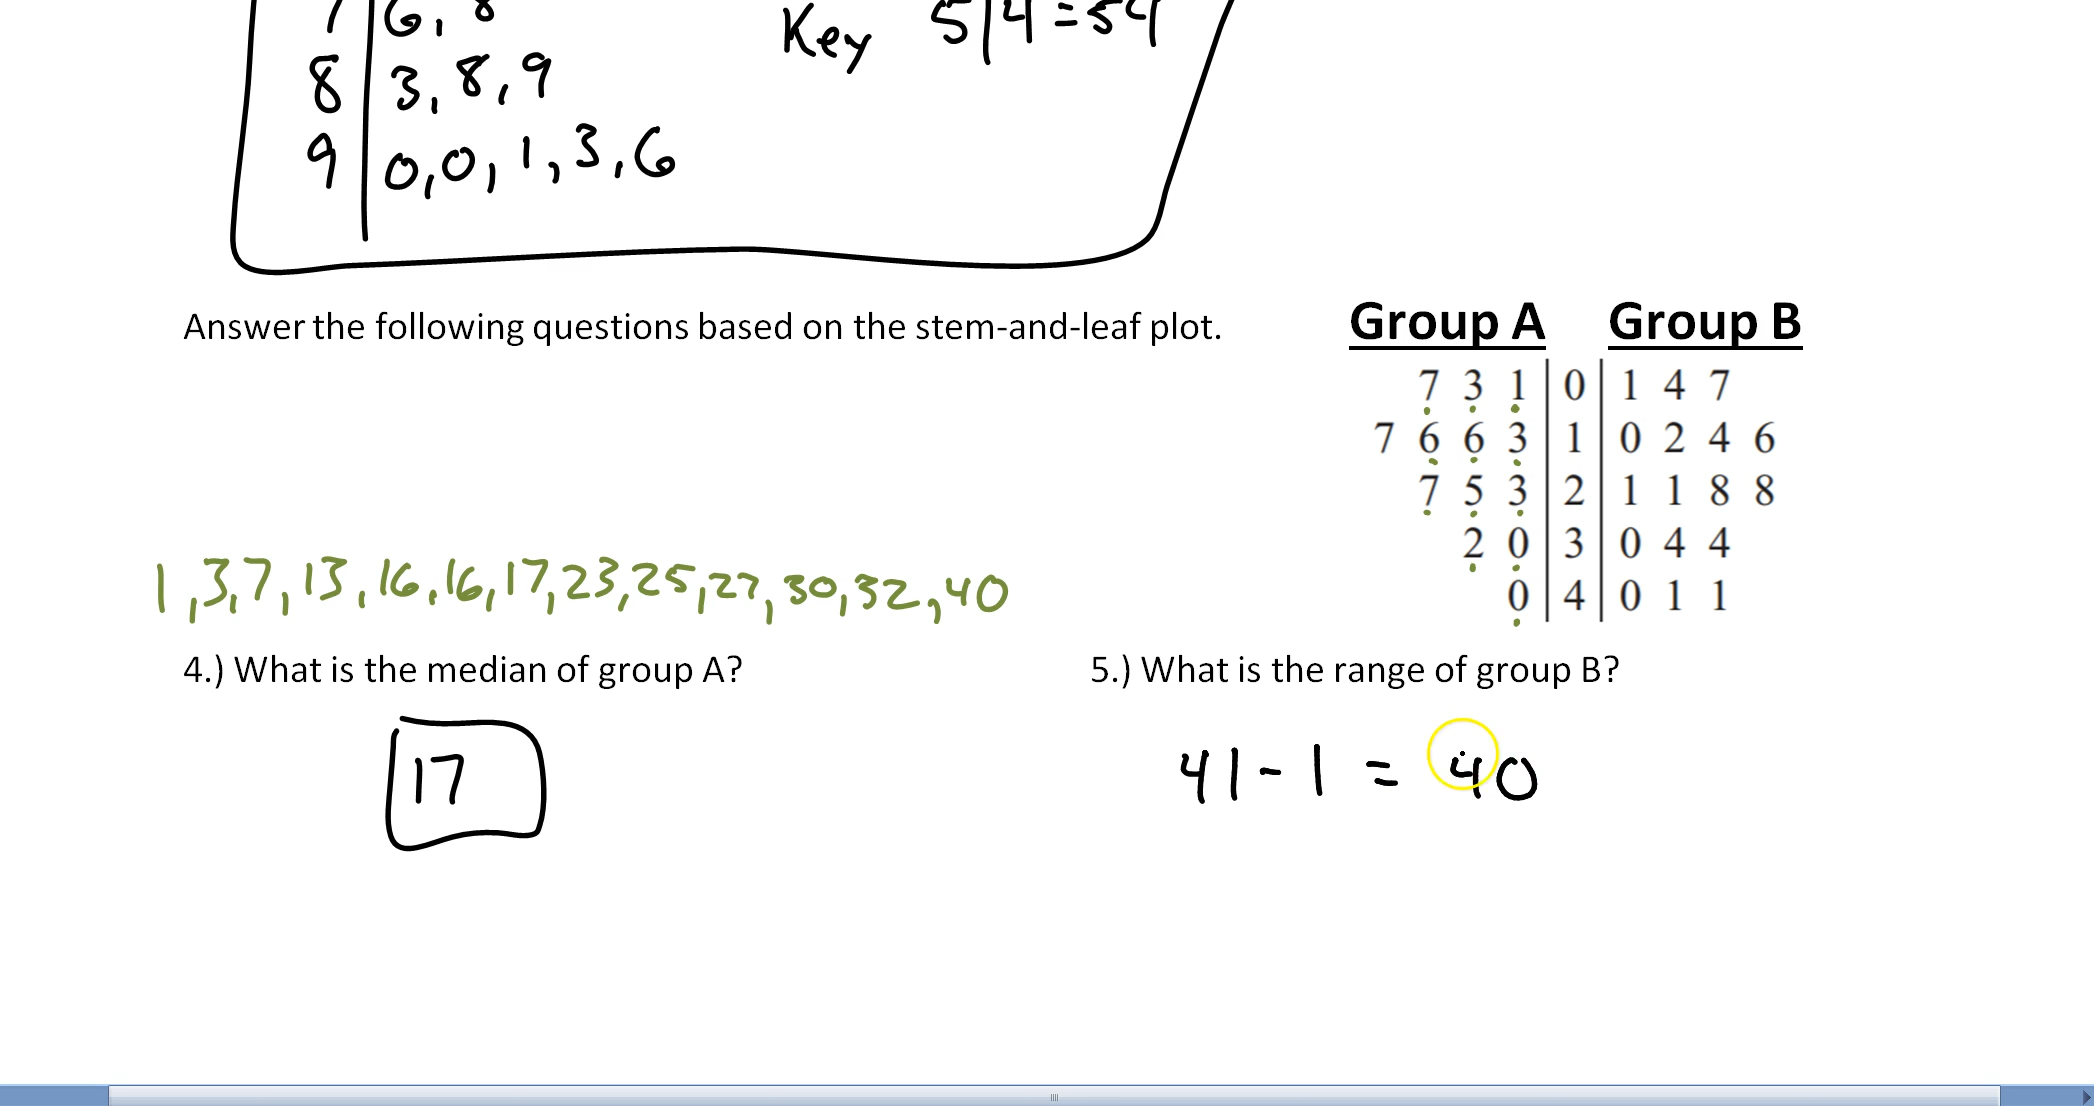 7 | 6, 8
Key 5|4 = 54
8 | 3, 8, 9
9 | 0, 0, 1, 3, 6
Answer the following questions based on the stem-and-leaf plot.
Group A Group B
7 3 1 | 0 | 1 4 7
7 6 6 3 | 1 | 0 2 4 6
7 5 3 | 2 | 1 1 8 8
2 0 | 3 | 0 4 4
0 | 4 | 0 1 1
1, 3, 7, 13, 16, 16, 17, 23, 25, 27, 30, 32, 40
4.) What is the median of group A?
17
5.) What is the range of group B?
41 - 1 = 40